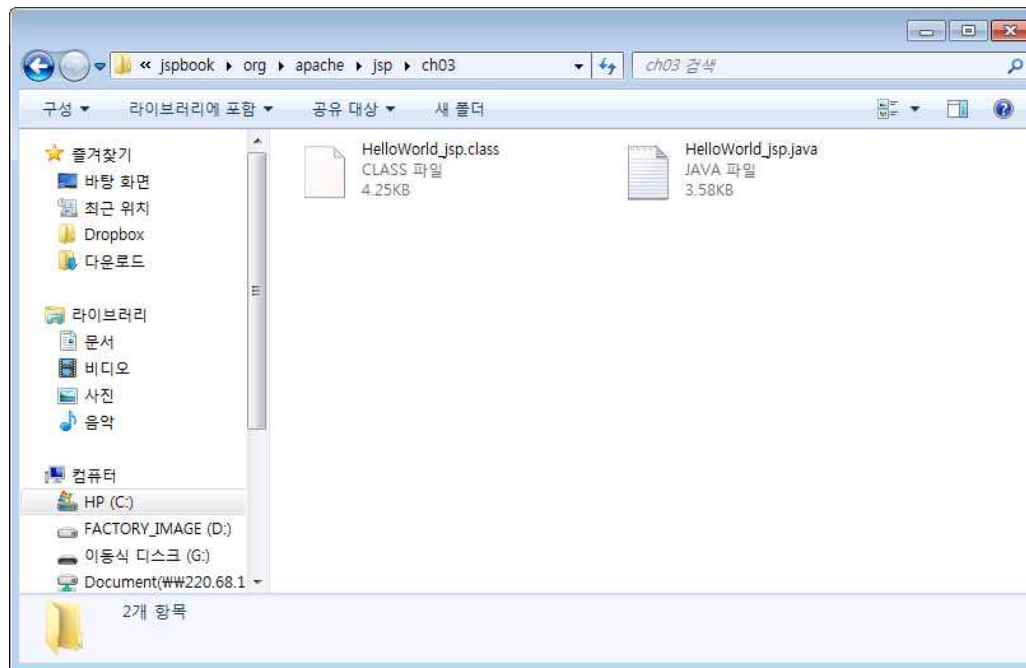 « jspbook ▸ org ▸ apache ▸ jsp ▸ ch03
ch03 검색
구성 ▼ 라이브러리에 포함 ▼ 공유 대상 ▼ 새 폴더
즐겨찾기
바탕 화면
최근 위치
Dropbox
다운로드
라이브러리
문서
비디오
사진
음악
컴퓨터
HP (C:)
FACTORY_IMAGE (D:)
이동식 디스크 (G:)
Document(₩₩220.68.1
HelloWorld_jsp.class
CLASS 파일
4.25KB
HelloWorld_jsp.java
JAVA 파일
3.58KB
2개 항목